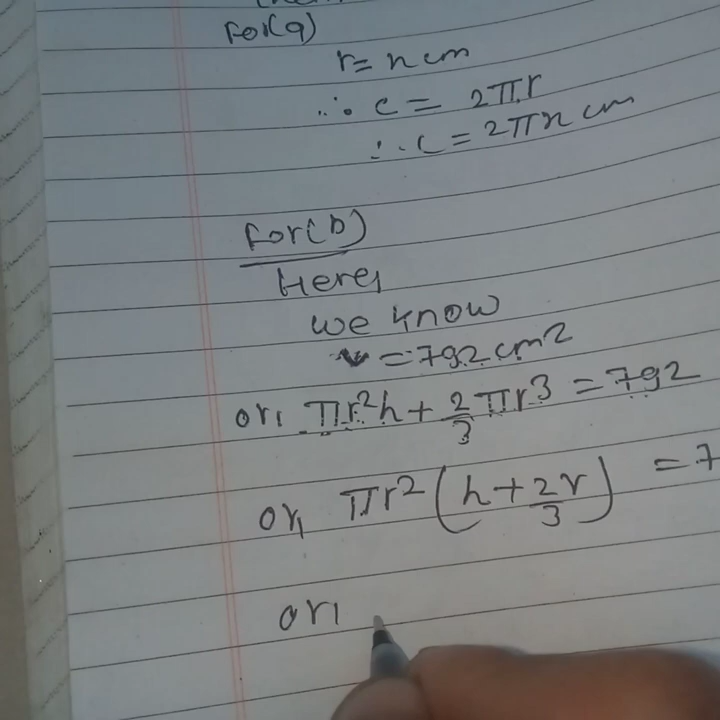 For(a)
r = x cm
∴ c = 2πr
∴ c = 2πx cm
For(b)
Here,
we know
v = 792 cm2
or, πr²h + 2/3 πr³ = 792
or, πr² (h + 2r/3) = 7
or,